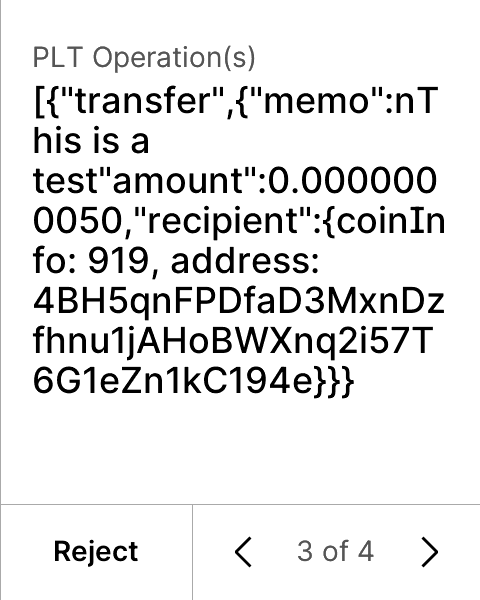 PLT Operation(s)
[{"transfer",{"memo":nT
his is a
test"amount":0.000000
0050,"recipient":{coinIn
fo: 919, address:
4BH5qnFPDfaD3MxnDz
fhnu1jAHoBWXnq2i57T
6G1eZn1kC194e}}}
Reject
3 of 4